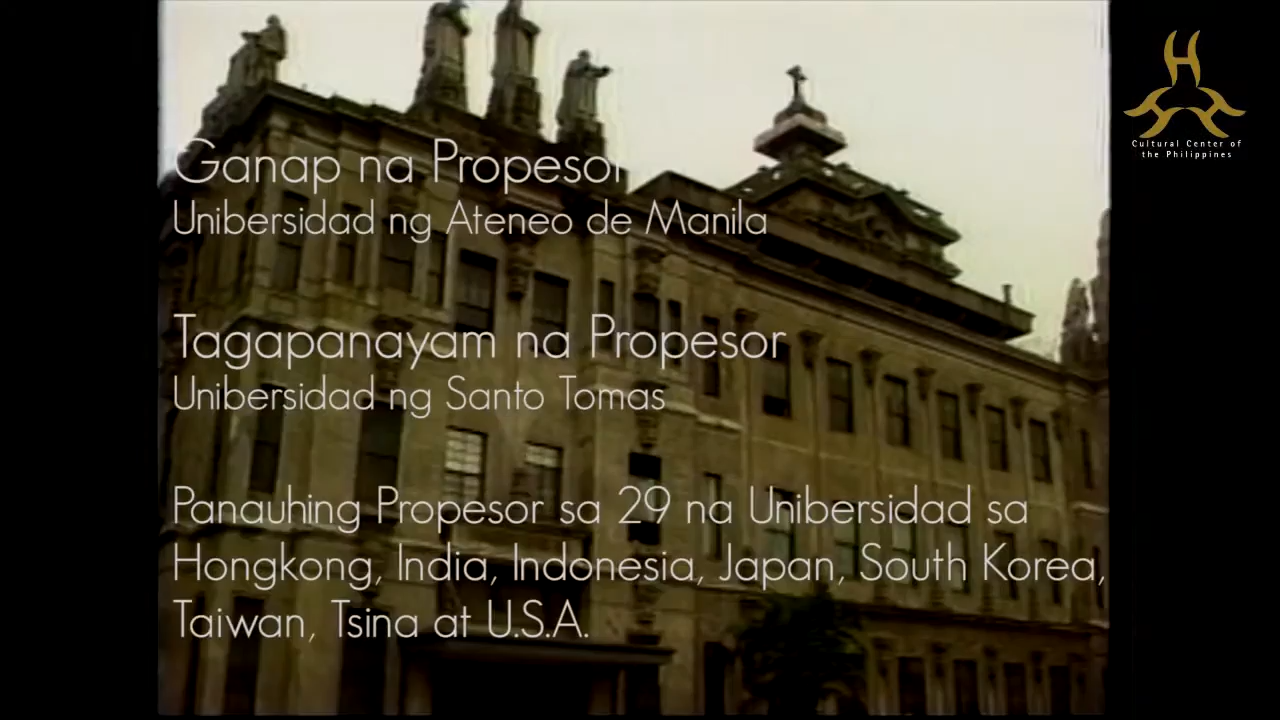 Ganap na Propesor
Unibersidad ng Ateneo de Manila
Tagapanayam na Propesor
Unibersidad ng Santo Tomas
Panauhing Propesor sa 29 na Unibersidad sa
Hongkong, India, Indonesia, Japan, South Korea,
Taiwan, Tsina at U.S.A.
Cultural Center of
the Philippines